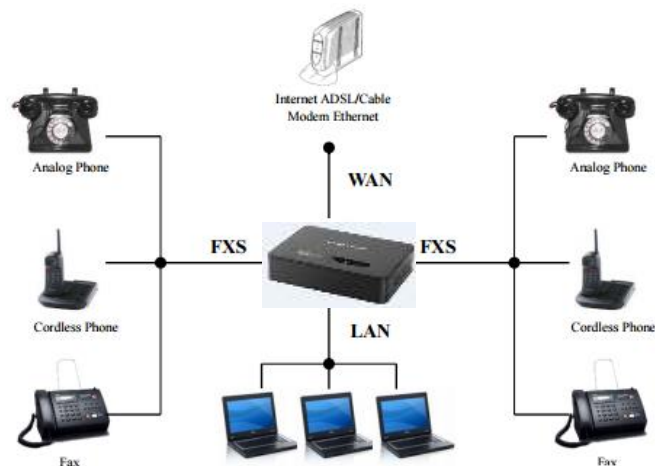 Internet ADSL/Cable
Modem Ethernet
Analog Phone
Analog Phone
WAN
FXS
FXS
Cordless Phone
Cordless Phone
LAN
Fax
Fax